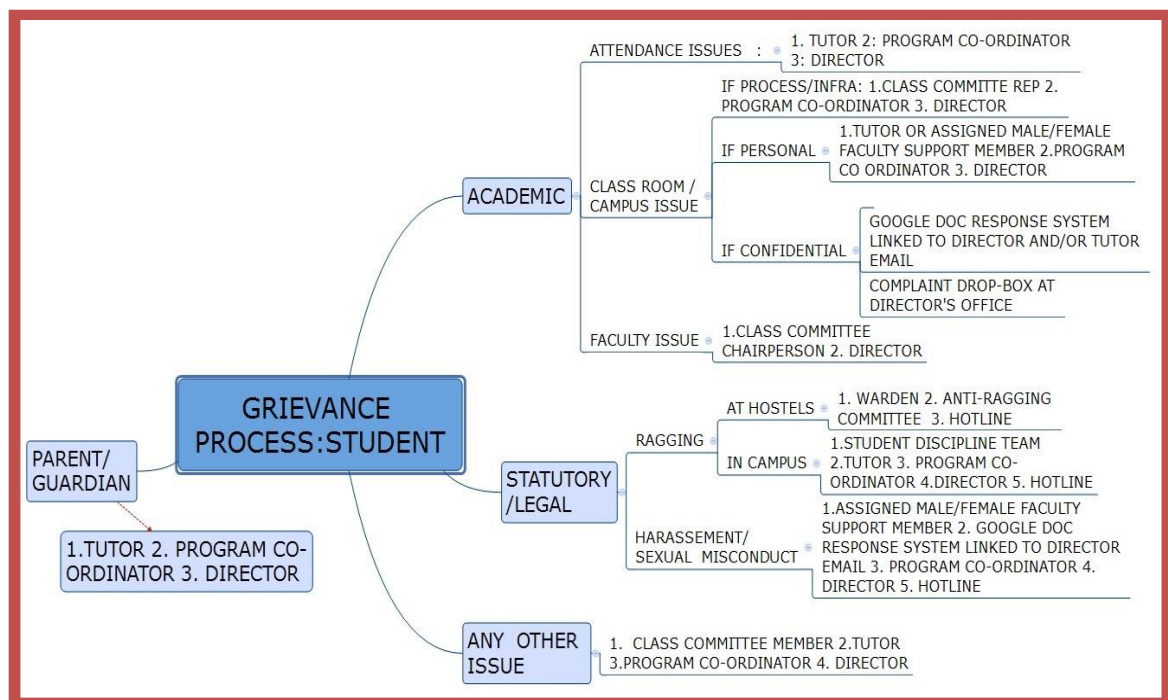 GRIEVANCE
PROCESS:STUDENT
ACADEMIC
ATTENDANCE ISSUES :
1. TUTOR 2: PROGRAM CO-ORDINATOR
3: DIRECTOR
CLASS ROOM /
CAMPUS ISSUE
IF PROCESS/INFRA: 1.CLASS COMMITTE REP 2.
PROGRAM CO-ORDINATOR 3. DIRECTOR
IF PERSONAL
1.TUTOR OR ASSIGNED MALE/FEMALE
FACULTY SUPPORT MEMBER 2.PROGRAM
CO ORDINATOR 3. DIRECTOR
IF CONFIDENTIAL
GOOGLE DOC RESPONSE SYSTEM
LINKED TO DIRECTOR AND/OR TUTOR
EMAIL
COMPLAINT DROP-BOX AT
DIRECTOR'S OFFICE
FACULTY ISSUE
1.CLASS COMMITTEE
CHAIRPERSON 2. DIRECTOR
STATUTORY
/LEGAL
RAGGING
AT HOSTELS
1. WARDEN 2. ANTI-RAGGING
COMMITTEE 3. HOTLINE
IN CAMPUS
1.STUDENT DISCIPLINE TEAM
2.TUTOR 3. PROGRAM CO-
ORDINATOR 4.DIRECTOR 5. HOTLINE
HARASSEMENT/
SEXUAL MISCONDUCT
1.ASSIGNED MALE/FEMALE FACULTY
SUPPORT MEMBER 2. GOOGLE DOC
RESPONSE SYSTEM LINKED TO DIRECTOR
EMAIL 3. PROGRAM CO-ORDINATOR 4.
DIRECTOR 5. HOTLINE
ANY OTHER
ISSUE
1. CLASS COMMITTEE MEMBER 2.TUTOR
3.PROGRAM CO-ORDINATOR 4. DIRECTOR
PARENT/
GUARDIAN
1.TUTOR 2. PROGRAM CO-
ORDINATOR 3. DIRECTOR